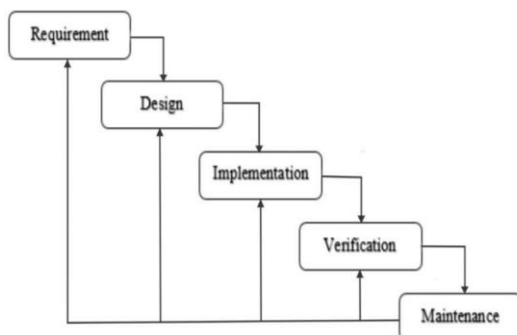 Requirement
Design
Implementation
Verification
Maintenance